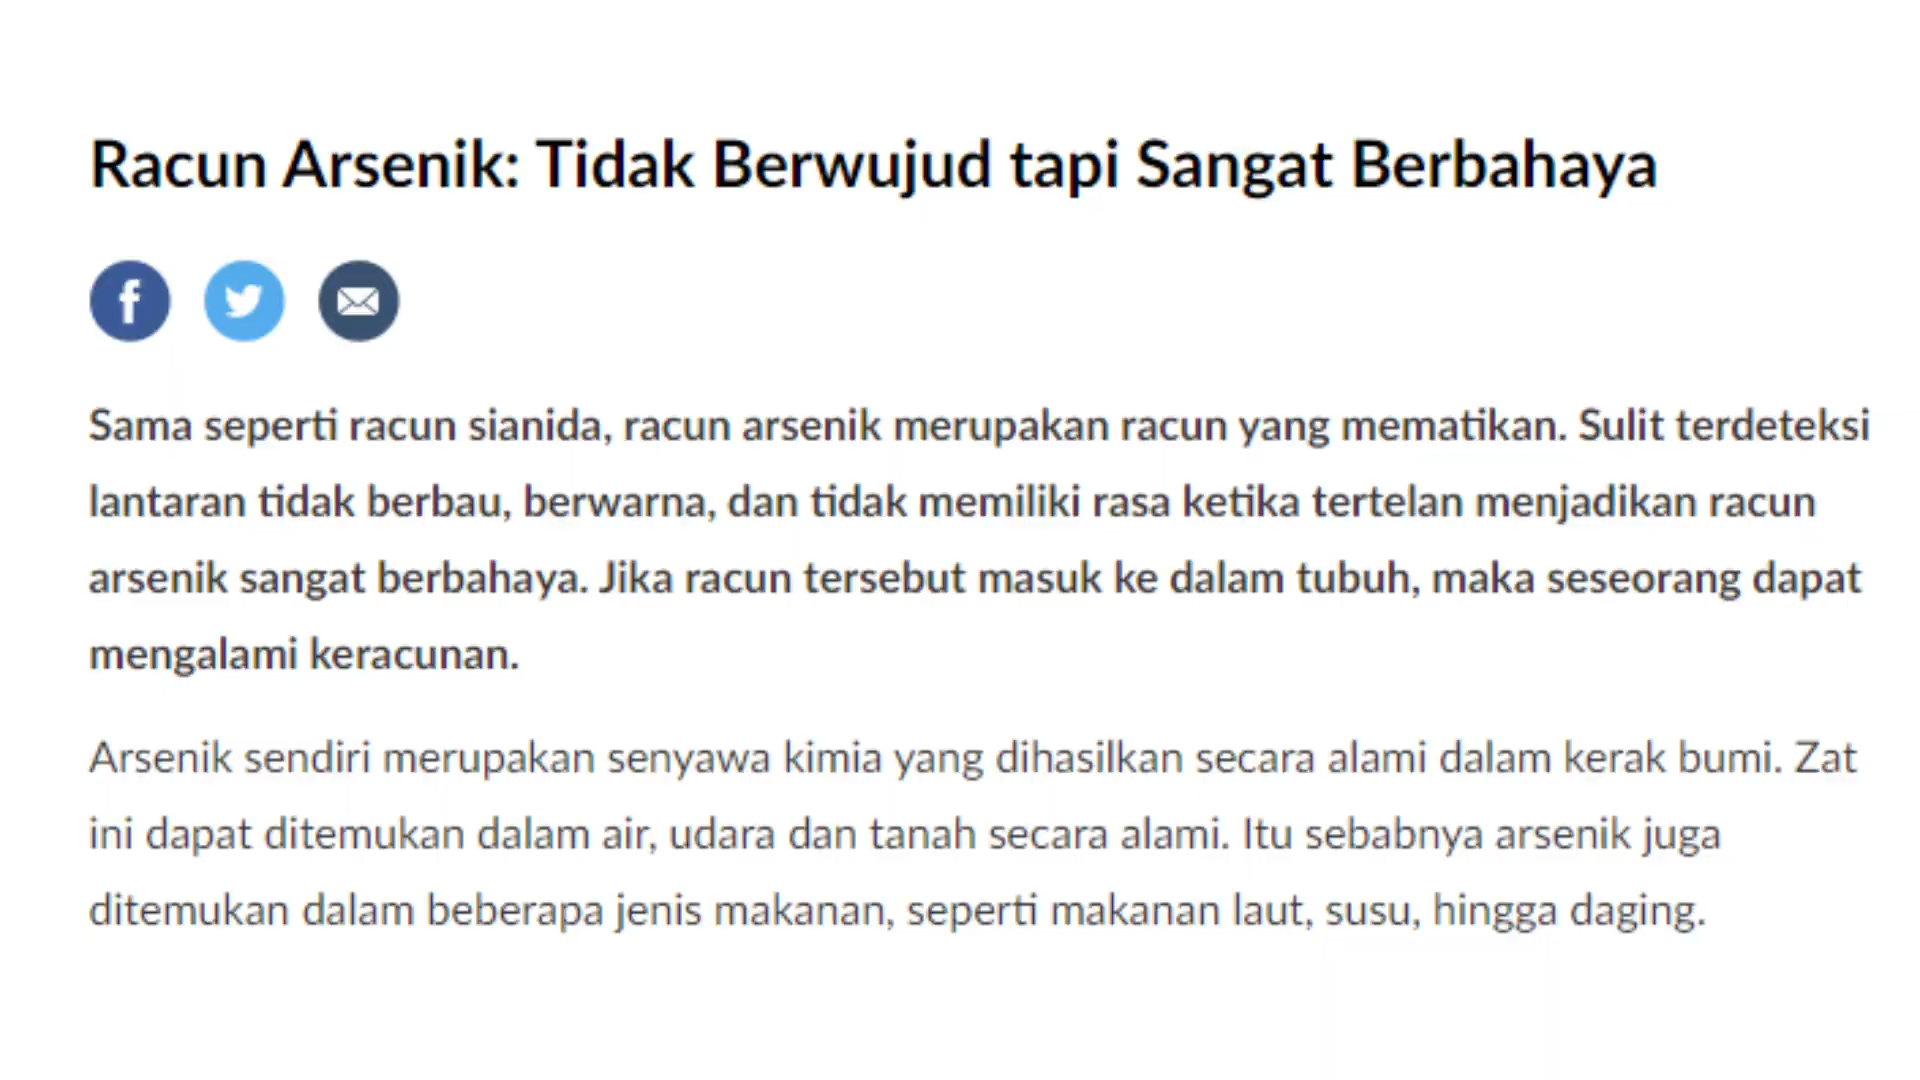 Racun Arsenik: Tidak Berwujud tapi Sangat Berbahaya
Sama seperti racun sianida, racun arsenik merupakan racun yang mematikan. Sulit terdeteksi
lantaran tidak berbau, berwarna, dan tidak memiliki rasa ketika tertelan menjadikan racun
arsenik sangat berbahaya. Jika racun tersebut masuk ke dalam tubuh, maka seseorang dapat
mengalami keracunan.
Arsenik sendiri merupakan senyawa kimia yang dihasilkan secara alami dalam kerak bumi. Zat
ini dapat ditemukan dalam air, udara dan tanah secara alami. Itu sebabnya arsenik juga
ditemukan dalam beberapa jenis makanan, seperti makanan laut, susu, hingga daging.